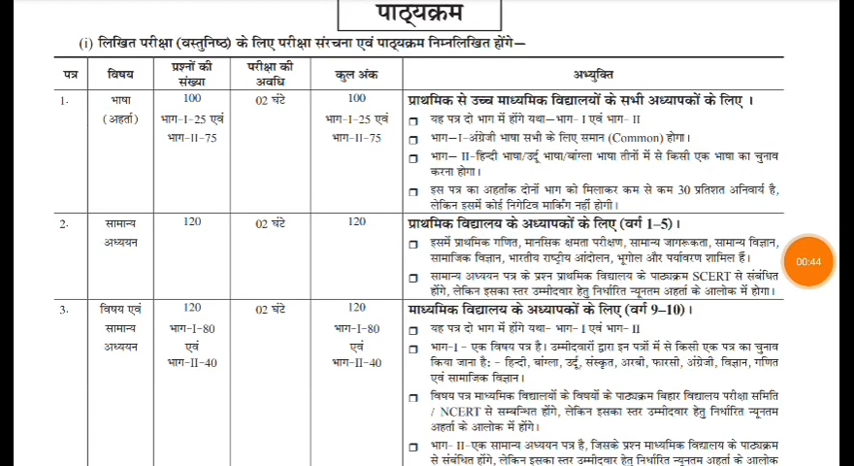 पाठ्यक्रम
(i) लिखित परीक्षा (वस्तुनिष्ठ) के लिए परीक्षा संरचना एवं पाठ्यक्रम निम्नलिखित होंगे—
पत्र विषय प्रश्नों की संख्या परीक्षा की अवधि कुल अंक अभ्युक्ति
1. भाषा (अहर्ता) 100 02 घंटे 100 प्राथमिक से उच्च माध्यमिक विद्यालयों के सभी अध्यापकों के लिए ।
भाग-I-25 एवं भाग-I-25 एवं यह पत्र दो भाग में होंगे यथा—भाग- I एवं भाग- II
भाग-II-75 भाग-II-75 भाग—I-अंग्रेजी भाषा सभी के लिए समान (Common) होगा।
भाग— II-हिन्दी भाषा/उर्दू भाषा/बांग्ला भाषा तीनों में से किसी एक भाषा का चुनाव
करना होगा।
इस पत्र का अहर्तांक दोनों भाग को मिलाकर कम से कम 30 प्रतिशत अनिवार्य है,
लेकिन इसमें कोई निगेटिव मार्किंग नहीं होगी।
2. सामान्य अध्ययन 120 02 घंटे 120 प्राथमिक विद्यालय के अध्यापकों के लिए (वर्ग 1–5) ।
इसमें प्राथमिक गणित, मानसिक क्षमता परीक्षण, सामान्य जागरूकता, सामान्य विज्ञान,
सामाजिक विज्ञान, भारतीय राष्ट्रीय आंदोलन, भूगोल और पर्यावरण शामिल हैं।
सामान्य अध्ययन पत्र के प्रश्न प्राथमिक विद्यालय के पाठ्यक्रम SCERT से संबंधित
होंगे, लेकिन इसका स्तर उम्मीदवार हेतु निर्धारित न्यूनतम अहर्ता के आलोक में होगा।
00:44
3. विषय एवं सामान्य अध्ययन 120 02 घंटे 120 माध्यमिक विद्यालय के अध्यापकों के लिए (वर्ग 9–10) ।
भाग-I-80 भाग-I-80 यह पत्र दो भाग में होंगे यथा- भाग- I एवं भाग- II
एवं एवं भाग-I - एक विषय पत्र है। उम्मीदवारों द्वारा इन पत्रों में से किसी एक पत्र का चुनाव
भाग-II-40 भाग-II-40 किया जाना है: - हिन्दी, बांग्ला, उर्दू, संस्कृत, अरबी, फारसी, अंग्रेजी, विज्ञान, गणित
एवं सामाजिक विज्ञान।
विषय पत्र माध्यमिक विद्यालयों के विषयों के पाठ्यक्रम बिहार विद्यालय परीक्षा समिति
/ NCERT से सम्बन्धित होंगे, लेकिन इसका स्तर उम्मीदवार हेतु निर्धारित न्यूनतम
अहर्ता के आलोक में होंगे।
भाग- II-एक सामान्य अध्ययन पत्र है, जिसके प्रश्न माध्यमिक विद्यालय के पाठ्यक्रम
से संबंधित होंगे, लेकिन इसका स्तर उम्मीदवार हेतु निर्धारित न्यूनतम अहर्ता के आलोक